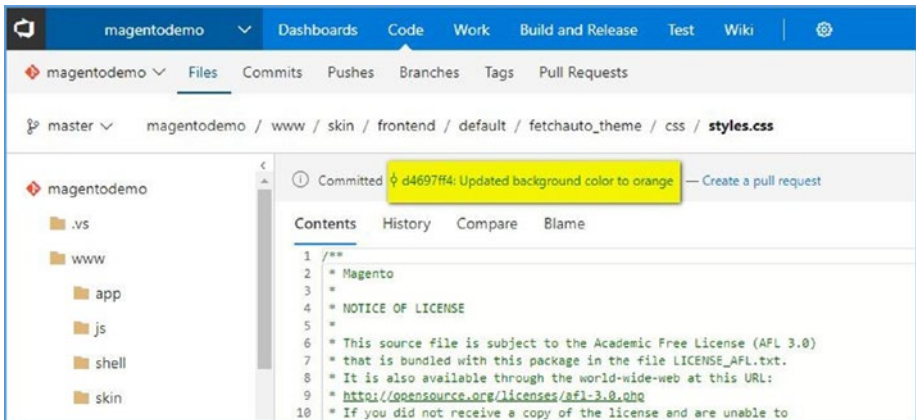 magentodemo Dashboards Code Work Build and Release Test Wiki
magentodemo Files Commits Pushes Branches Tags Pull Requests
master magentodemo / www / skin / frontend / default / fetchauto_theme / css / styles.css
Committed d4697ff4: Updated background color to orange — Create a pull request
magentodemo
.vs
www
app
js
shell
skin
Contents History Compare Blame
1 /**
2 * Magento
3 *
4 * NOTICE OF LICENSE
5 *
6 * This source file is subject to the Academic Free License (AFL 3.0)
7 * that is bundled with this package in the file LICENSE_AFL.txt.
8 * It is also available through the world-wide-web at this URL:
9 * http://opensource.org/licenses/afl-3.0.php
10 * If you did not receive a copy of the license and are unable to